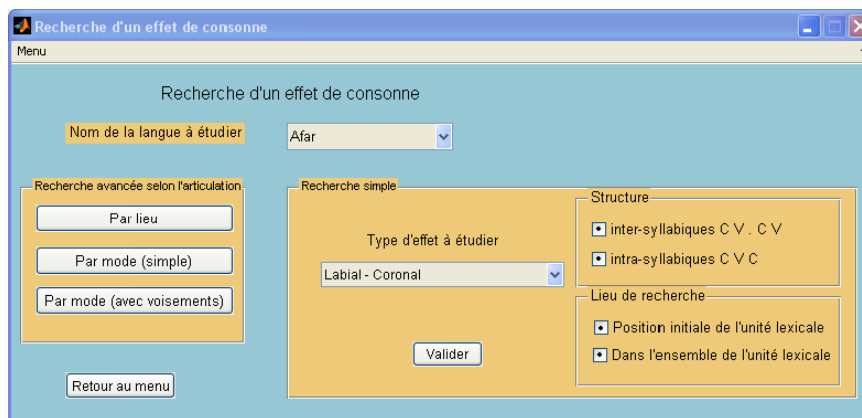 Recherche d'un effet de consonne
Menu
Recherche d'un effet de consonne
Nom de la langue à étudier
Afar
Recherche avancée selon l'articulation
Par lieu
Par mode (simple)
Par mode (avec voisements)
Retour au menu
Recherche simple
Type d'effet à étudier
Labial - Coronal
Valider
Structure
inter-syllabiques C V . C V
intra-syllabiques C V C
Lieu de recherche
Position initiale de l'unité lexicale
Dans l'ensemble de l'unité lexicale